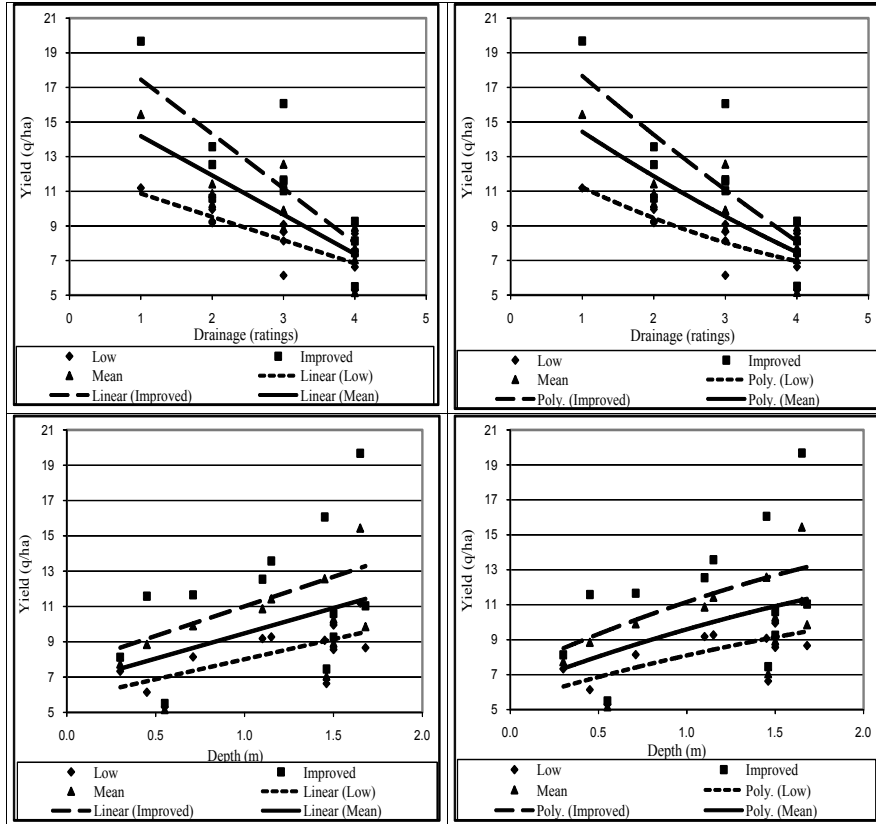 21
19
17
15
13
11
9
7
5
Yield (q/ha)
0 1 2 3 4 5
Drainage (ratings)
Low Improved
Mean Linear (Low)
Linear (Improved) Linear (Mean)
21
19
17
15
13
11
9
7
5
Yield (q/ha)
0 1 2 3 4 5
Drainage (ratings)
Low Improved
Mean Poly. (Low)
Poly. (Improved) Poly. (Mean)
21
19
17
15
13
11
9
7
5
Yield (q/ha)
0.0 0.5 1.0 1.5 2.0
Depth (m)
Low Improved
Mean Linear (Low)
Linear (Improved) Linear (Mean)
21
19
17
15
13
11
9
7
5
Yield (q/ha)
0.0 0.5 1.0 1.5 2.0
Depth (m)
Low Improved
Mean Poly. (Low)
Poly. (Improved) Poly. (Mean)